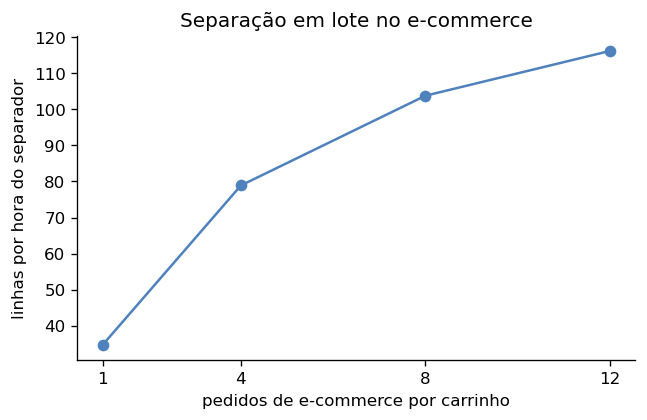 Separação em lote no e-commerce
linhas por hora do separador
120
110
100
90
80
70
60
50
40
1 4 8 12
pedidos de e-commerce por carrinho